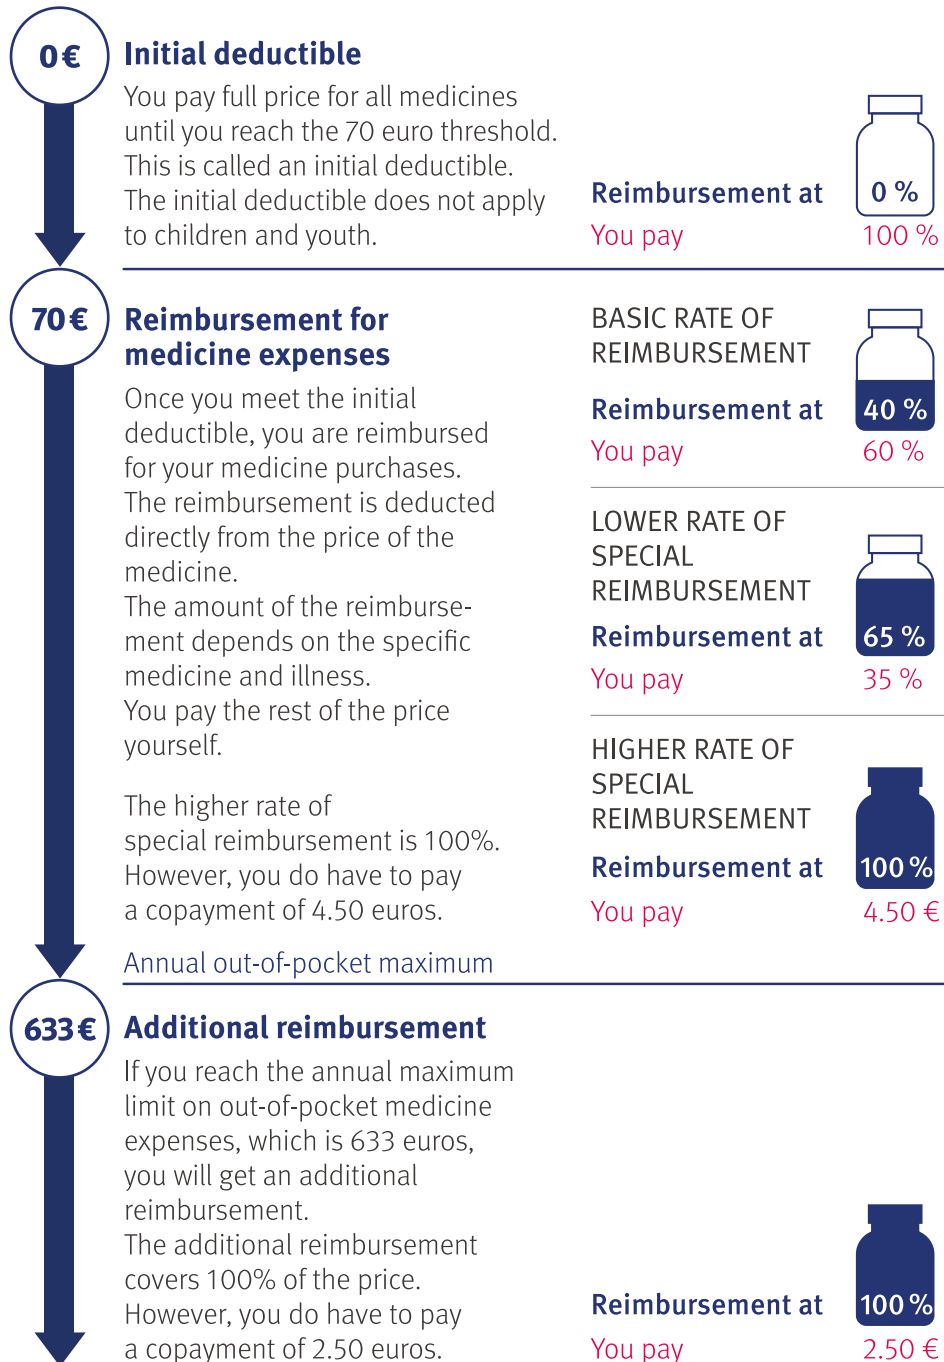 0 €
Initial deductible
You pay full price for all medicines
until you reach the 70 euro threshold.
This is called an initial deductible.
The initial deductible does not apply
to children and youth.
Reimbursement at 0 %
You pay 100 %
70 €
Reimbursement for
medicine expenses
Once you meet the initial
deductible, you are reimbursed
for your medicine purchases.
The reimbursement is deducted
directly from the price of the
medicine.
The amount of the reimburse-
ment depends on the specific
medicine and illness.
You pay the rest of the price
yourself.
The higher rate of
special reimbursement is 100%.
However, you do have to pay
a copayment of 4.50 euros.
BASIC RATE OF
REIMBURSEMENT
Reimbursement at 40 %
You pay 60 %
LOWER RATE OF
SPECIAL
REIMBURSEMENT
Reimbursement at 65 %
You pay 35 %
HIGHER RATE OF
SPECIAL
REIMBURSEMENT
Reimbursement at 100 %
You pay 4.50 €
Annual out-of-pocket maximum
633 €
Additional reimbursement
If you reach the annual maximum
limit on out-of-pocket medicine
expenses, which is 633 euros,
you will get an additional
reimbursement.
The additional reimbursement
covers 100% of the price.
However, you do have to pay
a copayment of 2.50 euros.
Reimbursement at 100 %
You pay 2.50 €